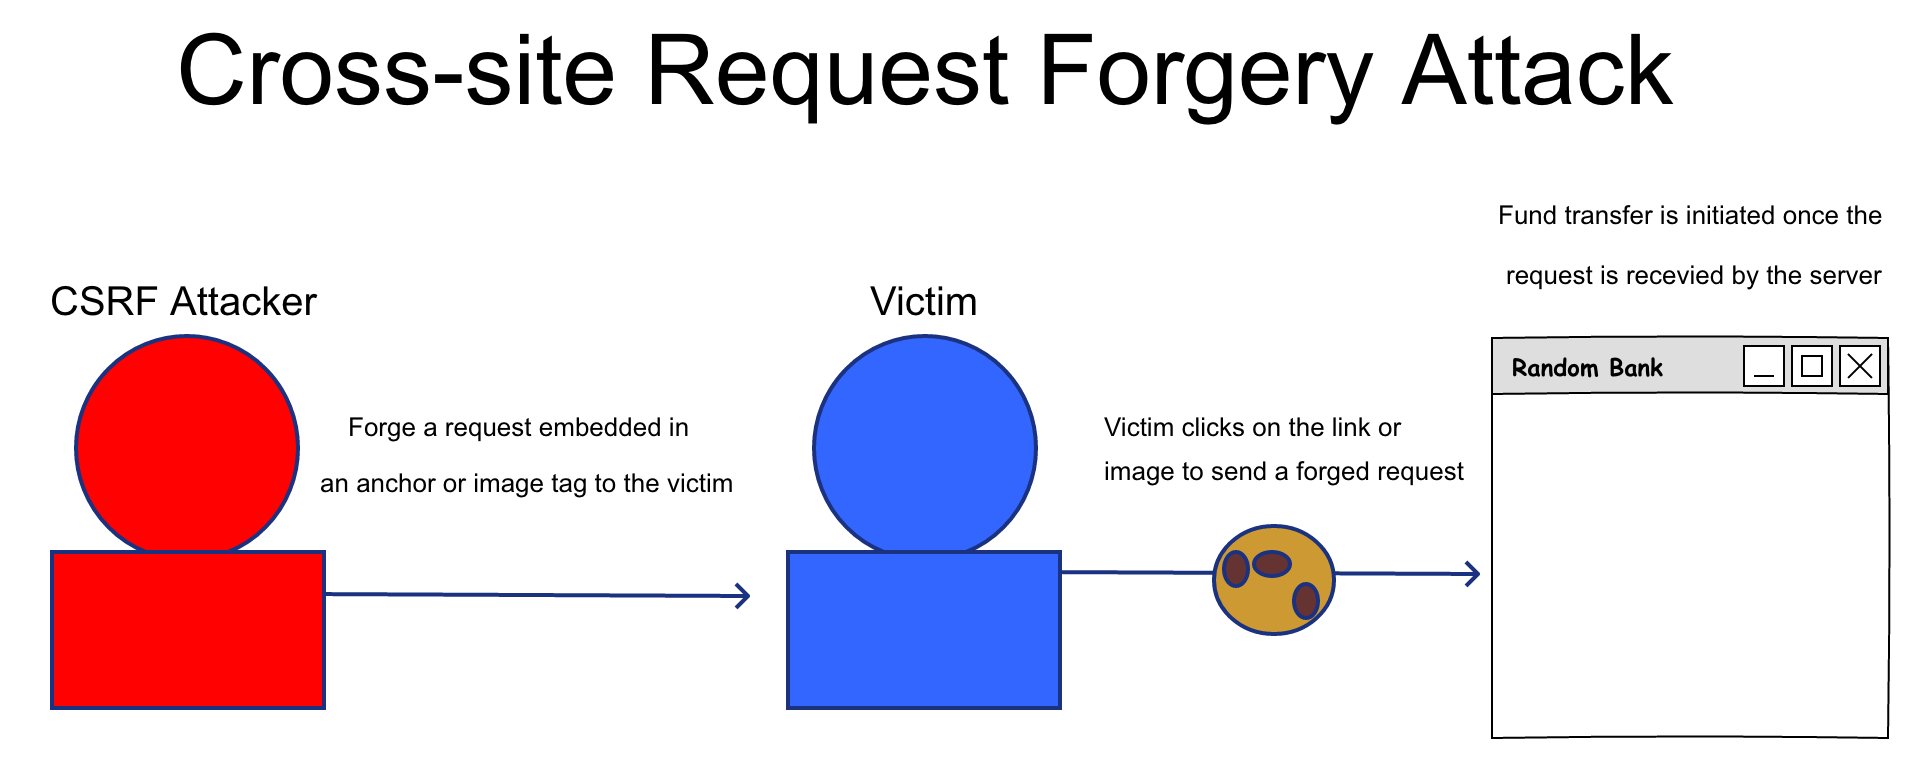 Cross-site Request Forgery Attack
CSRF Attacker
Forge a request embedded in
an anchor or image tag to the victim
Victim
Victim clicks on the link or
image to send a forged request
Fund transfer is initiated once the
request is recevied by the server
Random Bank